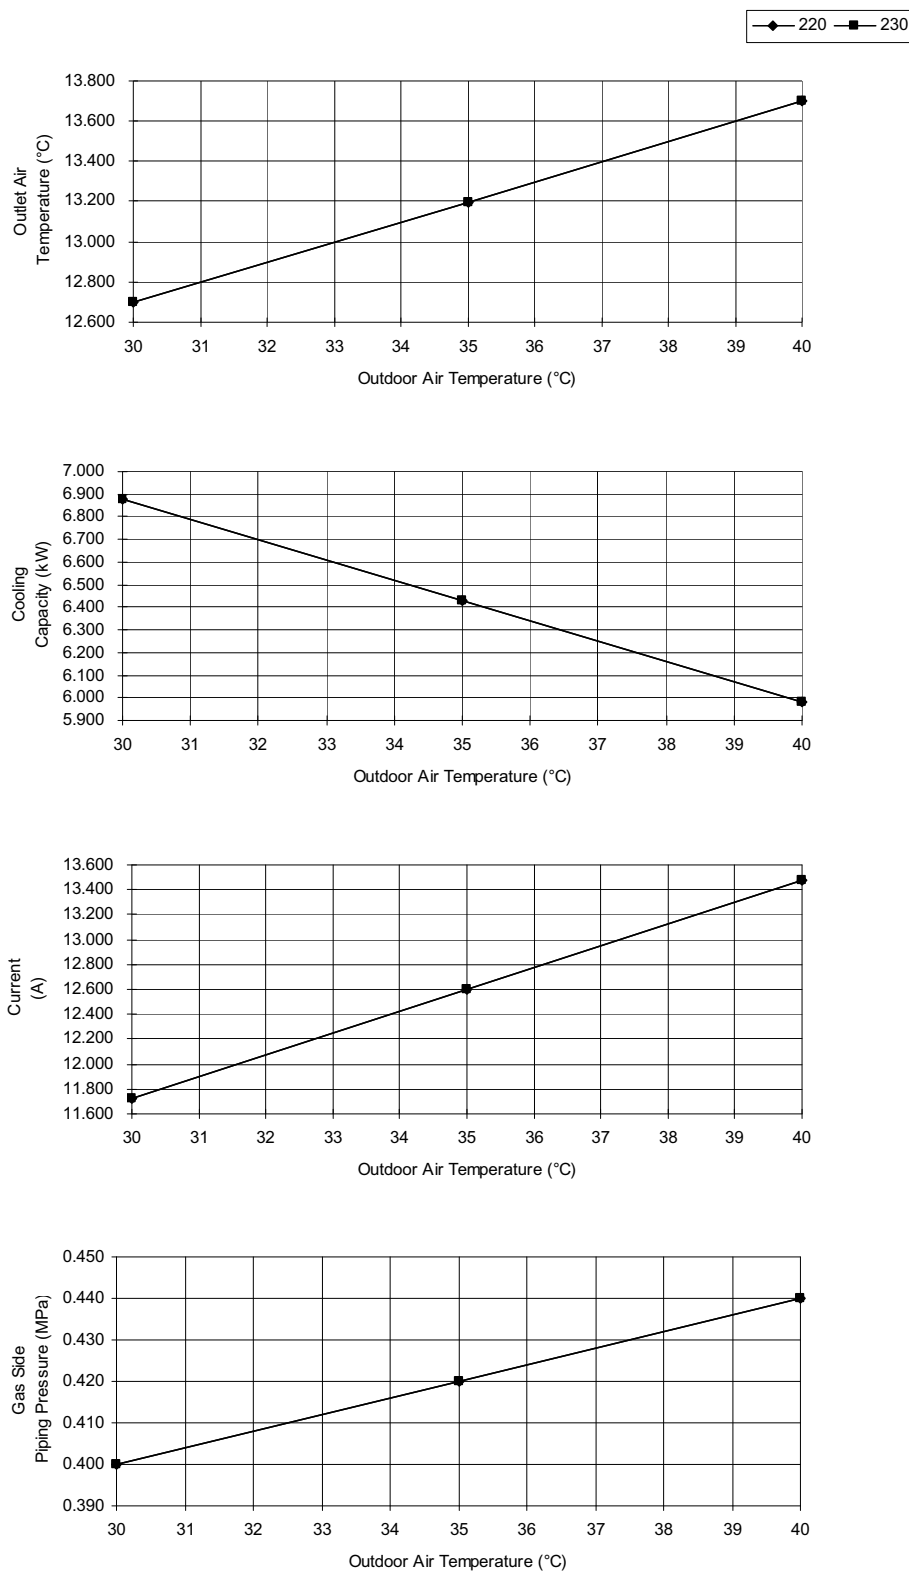 220 230
13.800
13.600
13.400
13.200
13.000
12.800
12.600
Outlet Air
Temperature (°C)
30 31 32 33 34 35 36 37 38 39 40
Outdoor Air Temperature (°C)
7.000
6.900
6.800
6.700
6.600
6.500
6.400
6.300
6.200
6.100
6.000
5.900
Cooling
Capacity (kW)
30 31 32 33 34 35 36 37 38 39 40
Outdoor Air Temperature (°C)
13.600
13.400
13.200
13.000
12.800
12.600
12.400
12.200
12.000
11.800
11.600
Current
(A)
30 31 32 33 34 35 36 37 38 39 40
Outdoor Air Temperature (°C)
0.450
0.440
0.430
0.420
0.410
0.400
0.390
Gas Side
Piping Pressure (MPa)
30 31 32 33 34 35 36 37 38 39 40
Outdoor Air Temperature (°C)